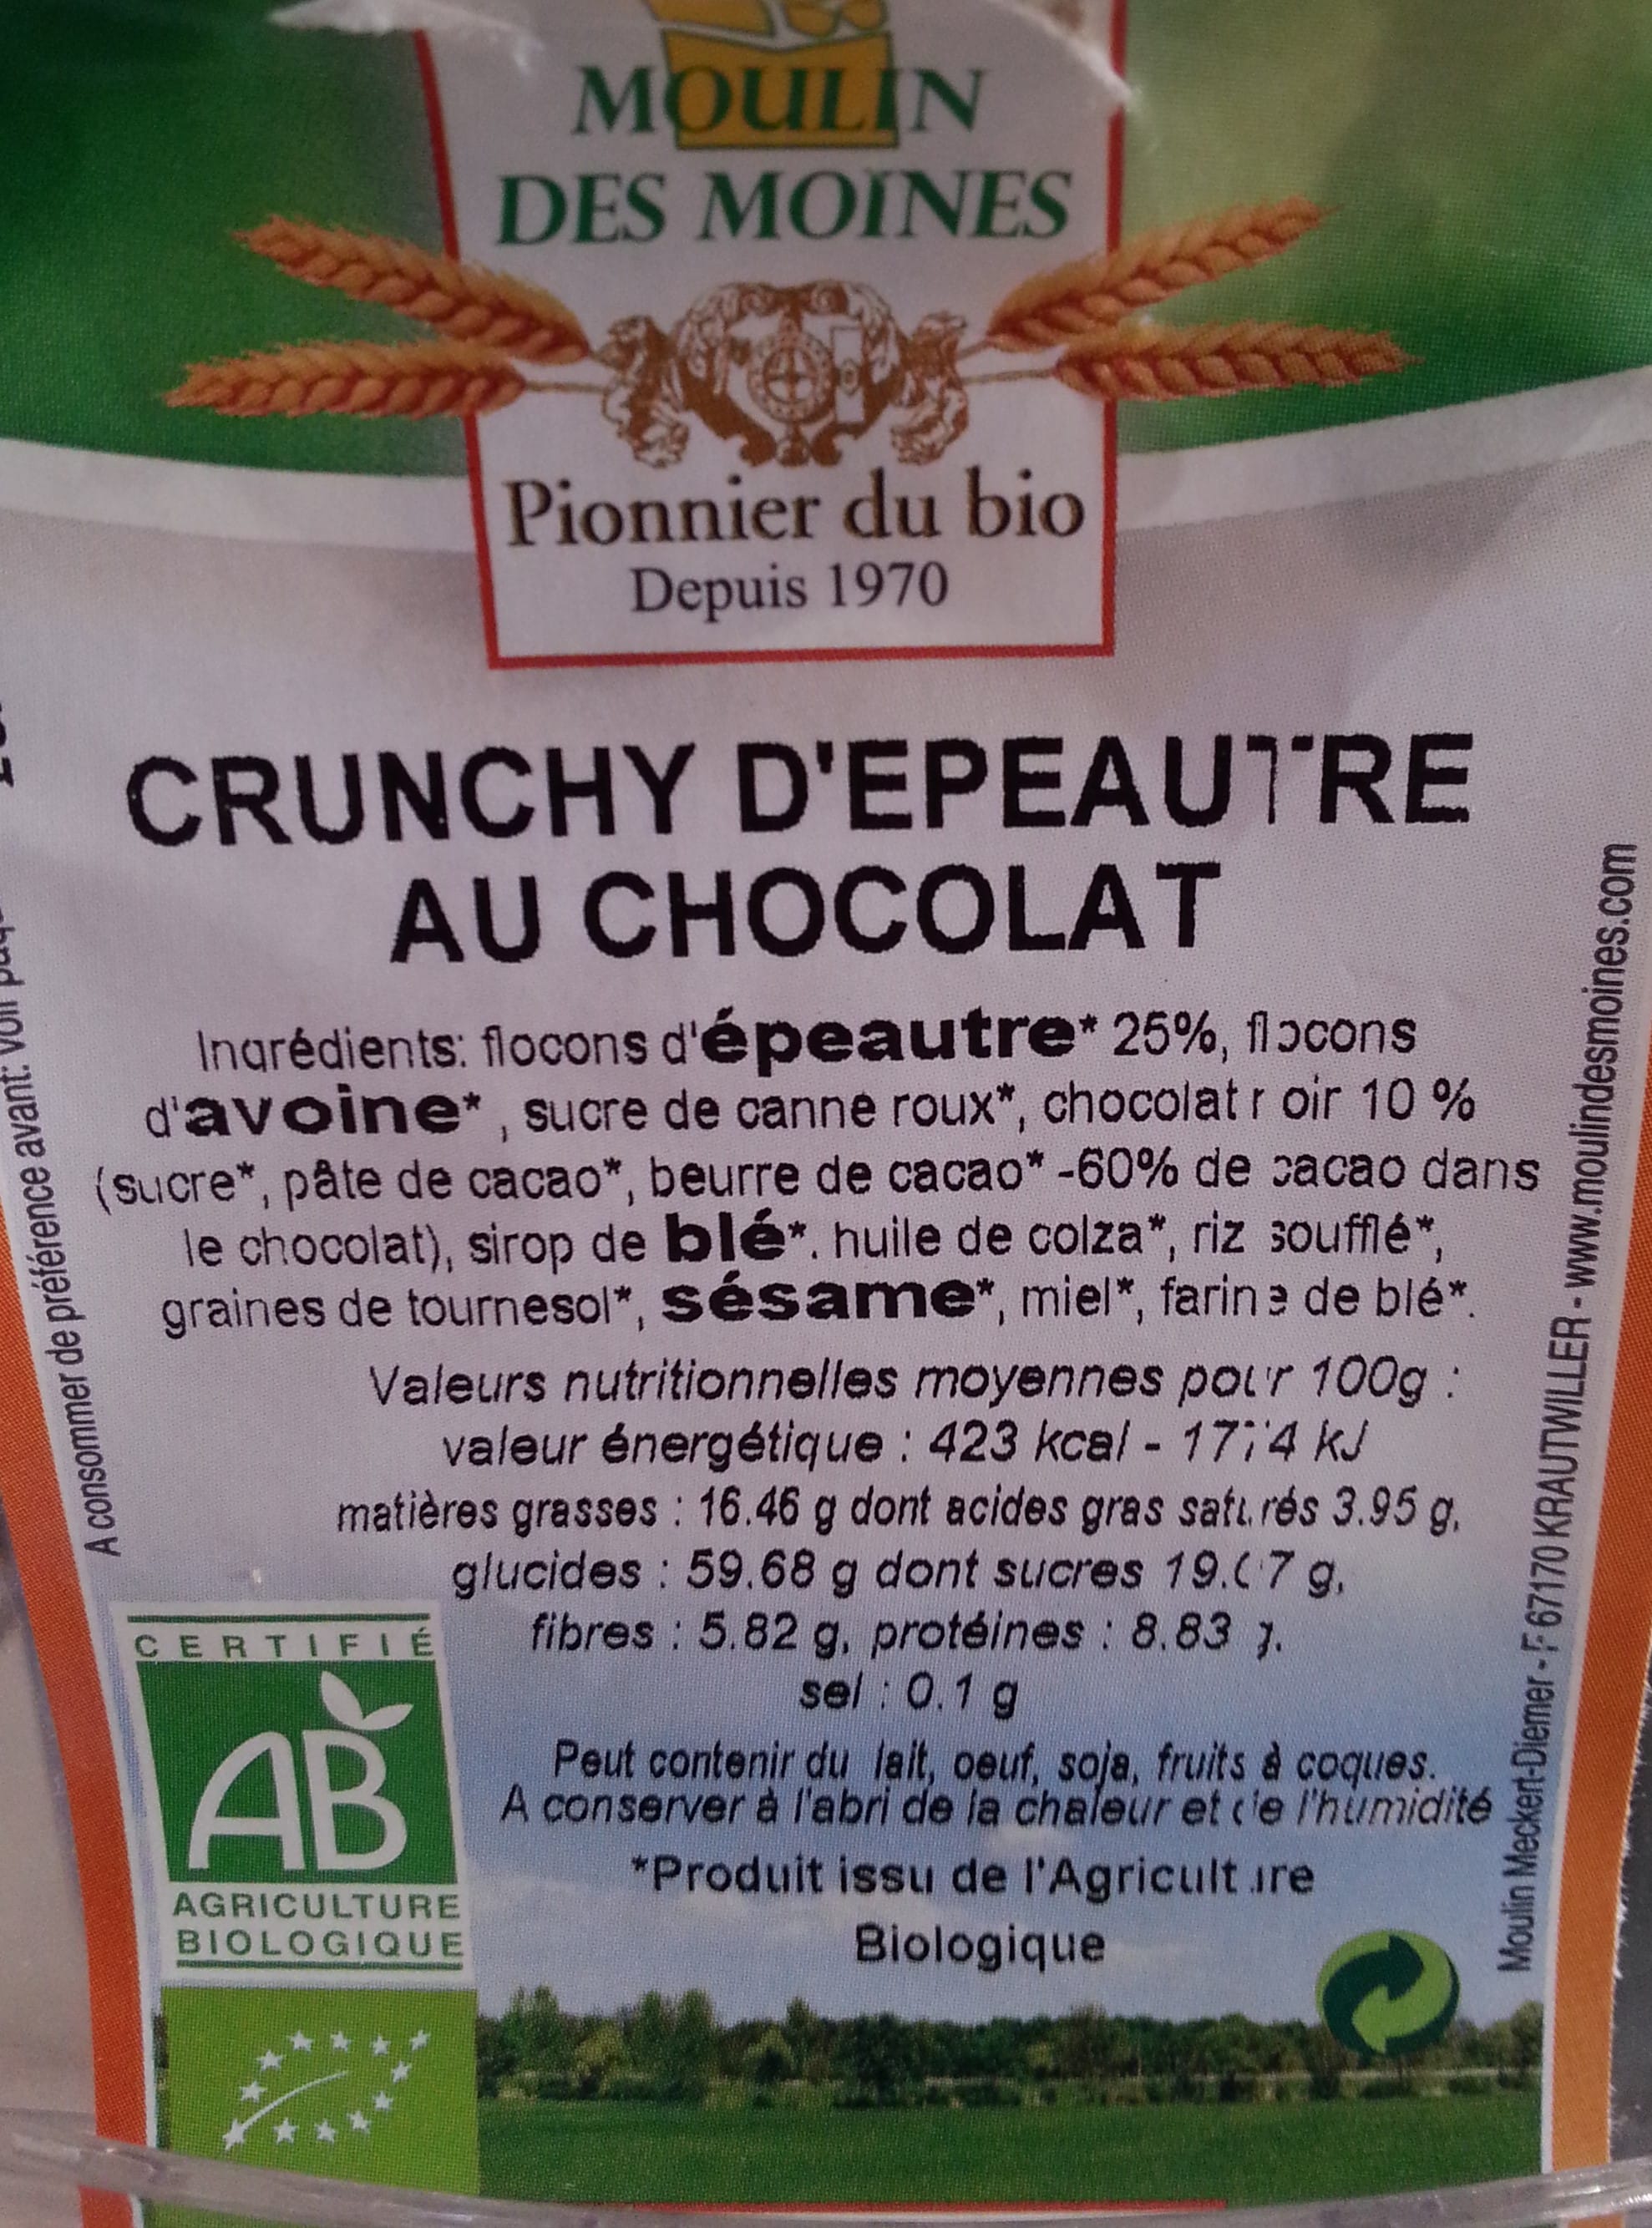 MOULIN
DES MOINES
Pionnier du bio
Depuis 1970
CRUNCHY D'EPEAUTRE
AU CHOCOLAT
Ingrédients: flocons d'épeautre* 25%, flocons
d'avoine*, sucre de canne roux*, chocolat noir 10 %
(sucre*, pâte de cacao*, beurre de cacao* -60% de cacao dans
le chocolat), sirop de blé*, huile de colza*, riz soufflé*,
graines de tournesol*, sésame*, miel*, farine de blé*.
Valeurs nutritionnelles moyennes pour 100g :
valeur énergétique : 423 kcal - kJ
matières grasses : 16.46 g dont acides gras saturés 3.95 g,
glucides : 59.68 g dont sucres g,
fibres : 5.82 g, protéines : 8.83 g.
sel : 0.1 g
Peut contenir du lait, oeuf, soja, fruits à coques.
A conserver à l'abri de la chaleur et de l'humidité
*Produit issu de l'Agriculture
Biologique
CERTIFIÉ
AB
AGRICULTURE
BIOLOGIQUE
A consommer de préférence avant: voir
Moulin Meckert-Diemer - F 67170 KRAUTWILLER - www.moulindesmoines.com